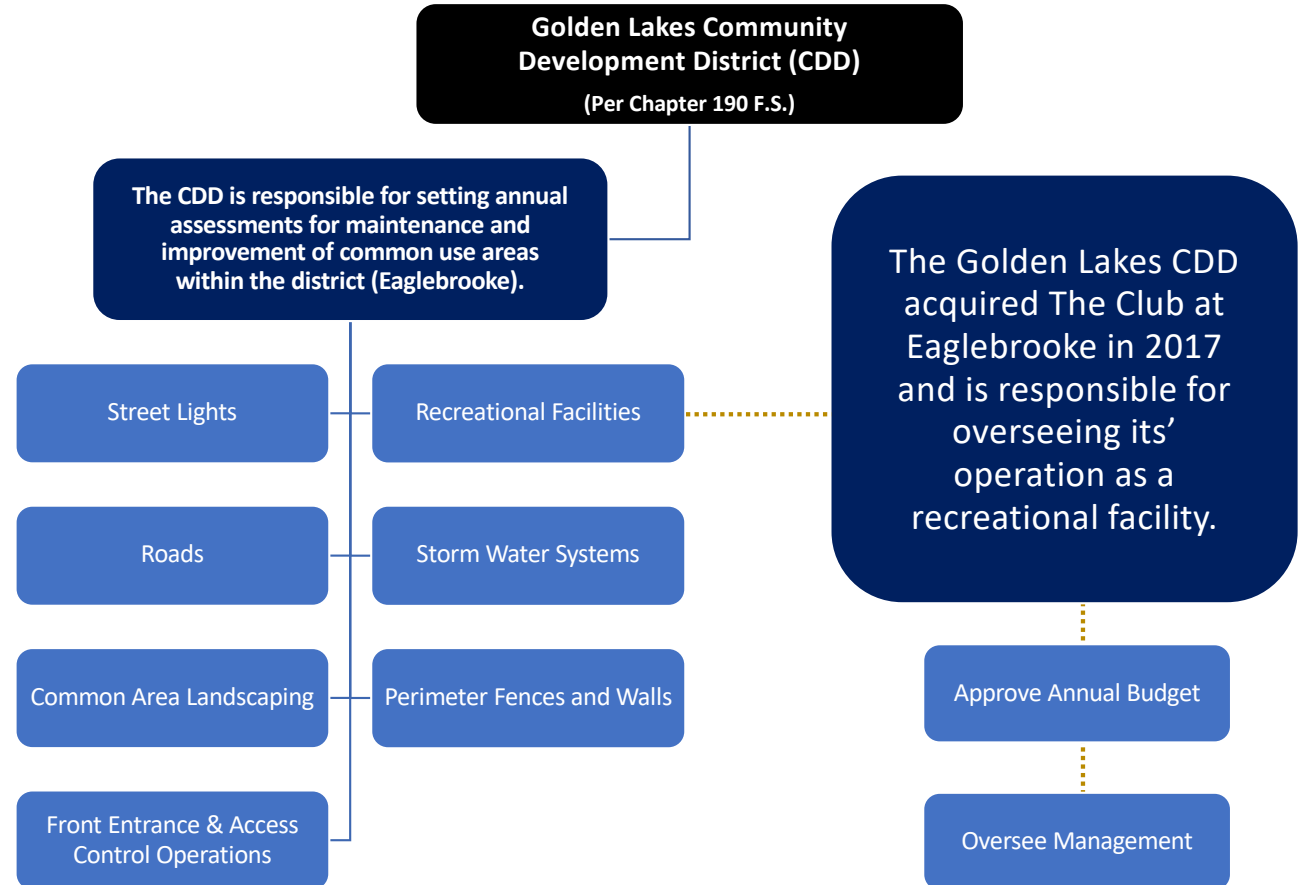 Golden Lakes Community
Development District (CDD)
(Per Chapter 190 F.S.)
The CDD is responsible for setting annual
assessments for maintenance and
improvement of common use areas
within the district (Eaglebrooke).
The Golden Lakes CDD
acquired The Club at
Eaglebrooke in 2017
and is responsible for
overseeing its’
operation as a
recreational facility.
Street Lights
Recreational Facilities
Roads
Storm Water Systems
Common Area Landscaping
Perimeter Fences and Walls
Front Entrance & Access
Control Operations
Approve Annual Budget
Oversee Management